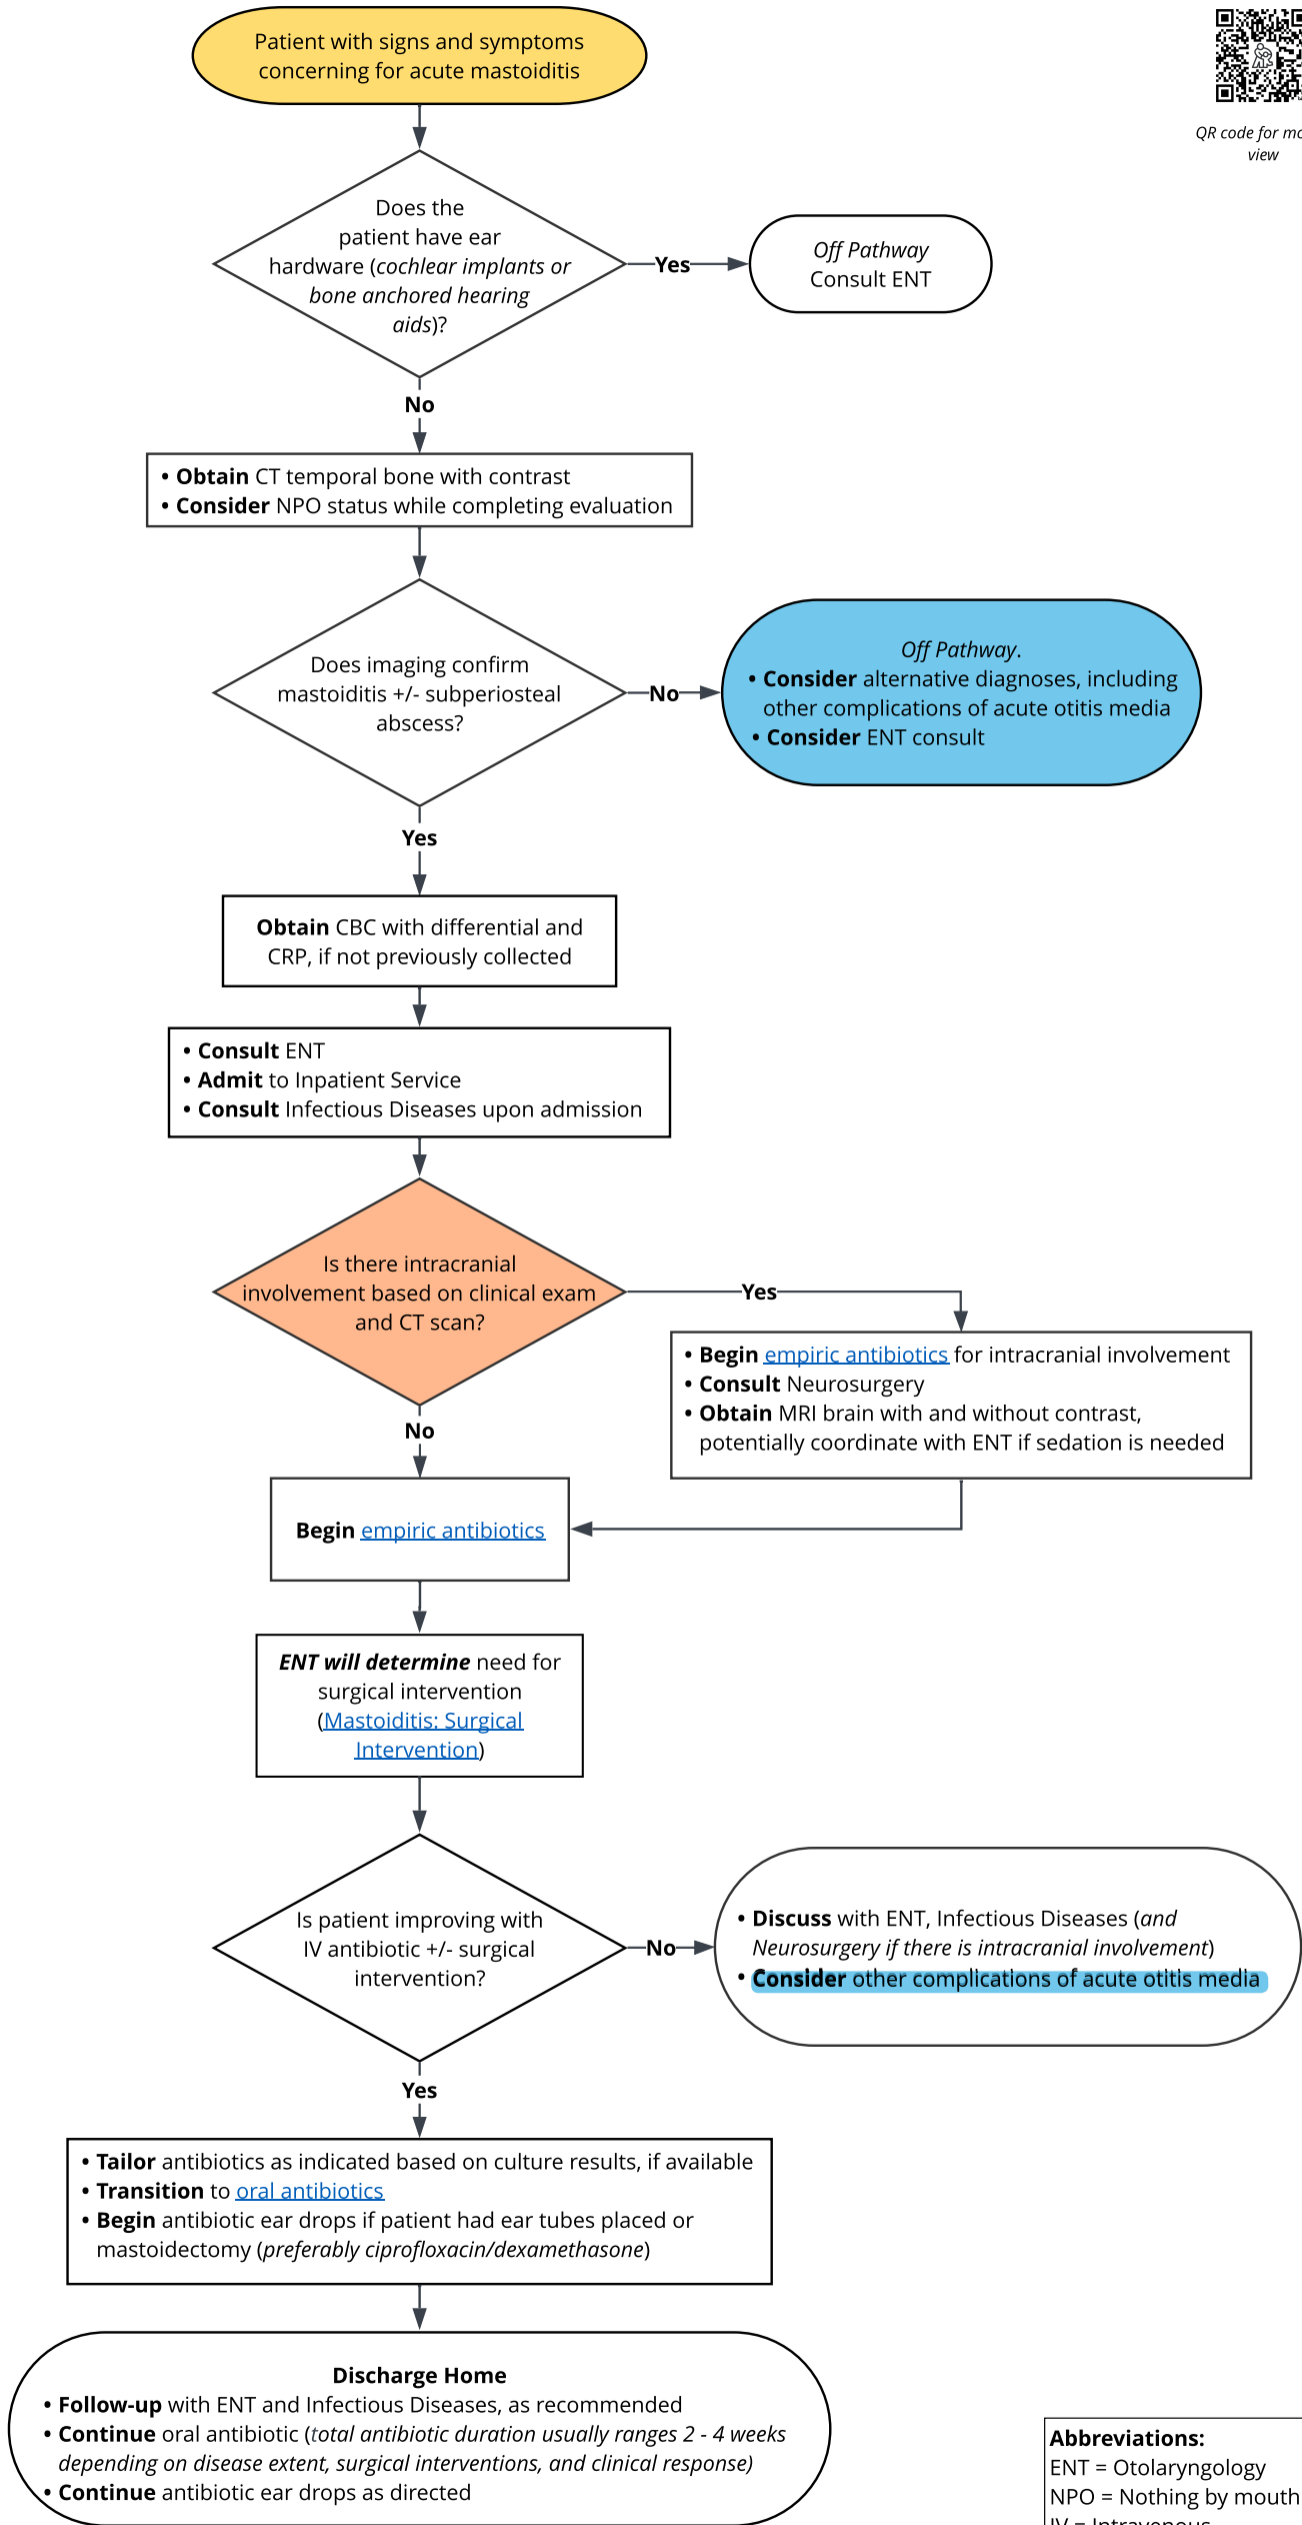 Patient with signs and symptoms
concerning for acute mastoiditis
QR code for
view
Does the
patient have ear
hardware (cochlear implants or
bone anchored hearing
aids)?
Yes
Off Pathway
Consult ENT
No
• Obtain CT temporal bone with contrast
• Consider NPO status while completing evaluation
Does imaging confirm
mastoiditis +/- subperiosteal
abscess?
No
Off Pathway.
• Consider alternative diagnoses, including
other complications of acute otitis media
• Consider ENT consult
Yes
Obtain CBC with differential and
CRP, if not previously collected
• Consult ENT
• Admit to Inpatient Service
• Consult Infectious Diseases upon admission
Is there intracranial
involvement based on clinical exam
and CT scan?
Yes
• Begin empiric antibiotics for intracranial involvement
• Consult Neurosurgery
• Obtain MRI brain with and without contrast,
potentially coordinate with ENT if sedation is needed
No
Begin empiric antibiotics
ENT will determine need for
surgical intervention
(Mastoiditis: Surgical
Intervention)
Is patient improving with
IV antibiotic +/- surgical
intervention?
No
• Discuss with ENT, Infectious Diseases (and
Neurosurgery if there is intracranial involvement)
• Consider other complications of acute otitis media
Yes
• Tailor antibiotics as indicated based on culture results, if available
• Transition to oral antibiotics
• Begin antibiotic ear drops if patient had ear tubes placed or
mastoidectomy (preferably ciprofloxacin/dexamethasone)
Discharge Home
• Follow-up with ENT and Infectious Diseases, as recommended
• Continue oral antibiotic (total antibiotic duration usually ranges 2 - 4 weeks
depending on disease extent, surgical interventions, and clinical response)
• Continue antibiotic ear drops as directed
Abbreviations:
ENT = Otolaryngology
NPO = Nothing by mouth
IV = Intravenous